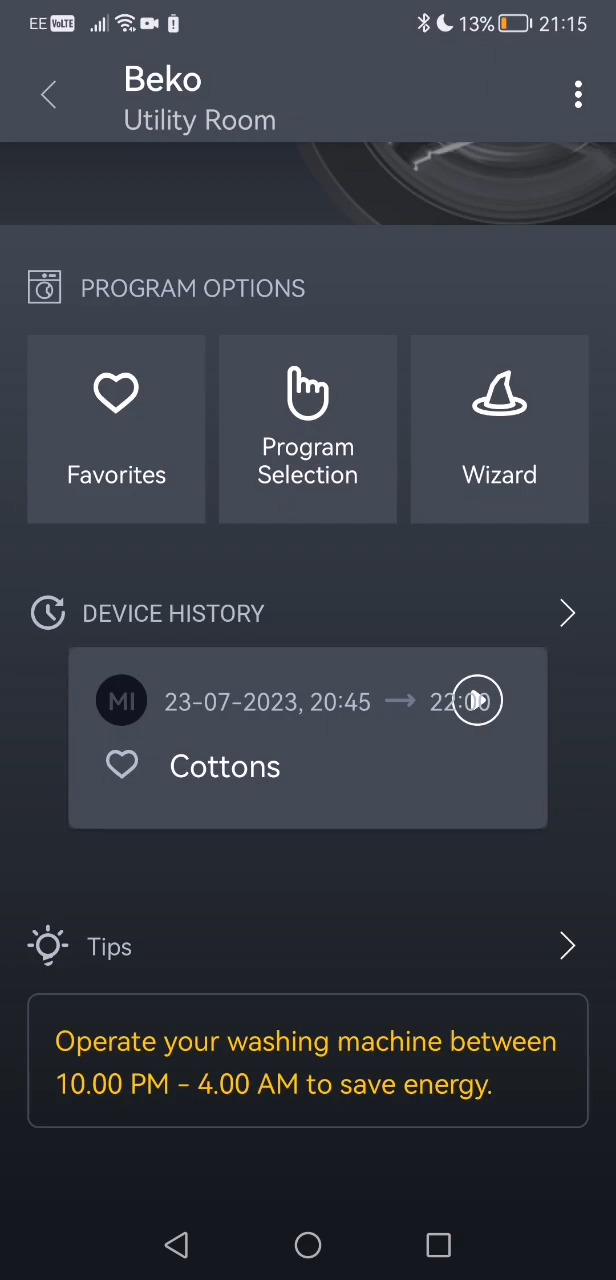 EE VoLTE 13% 21:15
Beko
Utility Room
PROGRAM OPTIONS
Favorites
Program
Selection
Wizard
DEVICE HISTORY
MI 23-07-2023, 20:45 → 22:00
Cottons
Tips
Operate your washing machine between
10.00 PM - 4.00 AM to save energy.